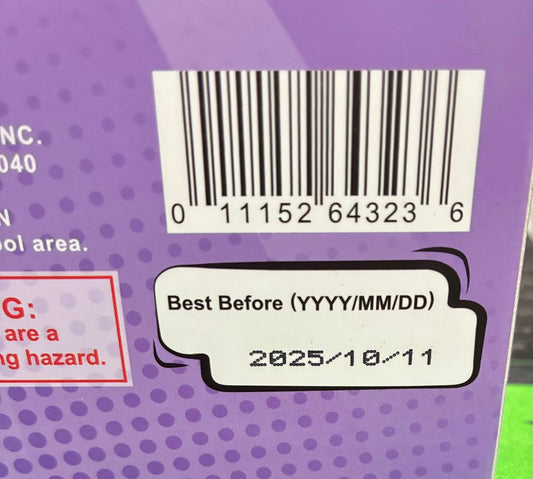 NC.
040
N
ool area.
G:
are a
ng hazard.
0 11152 64323 6
Best Before (YYYY/MM/DD)
2025/10/11